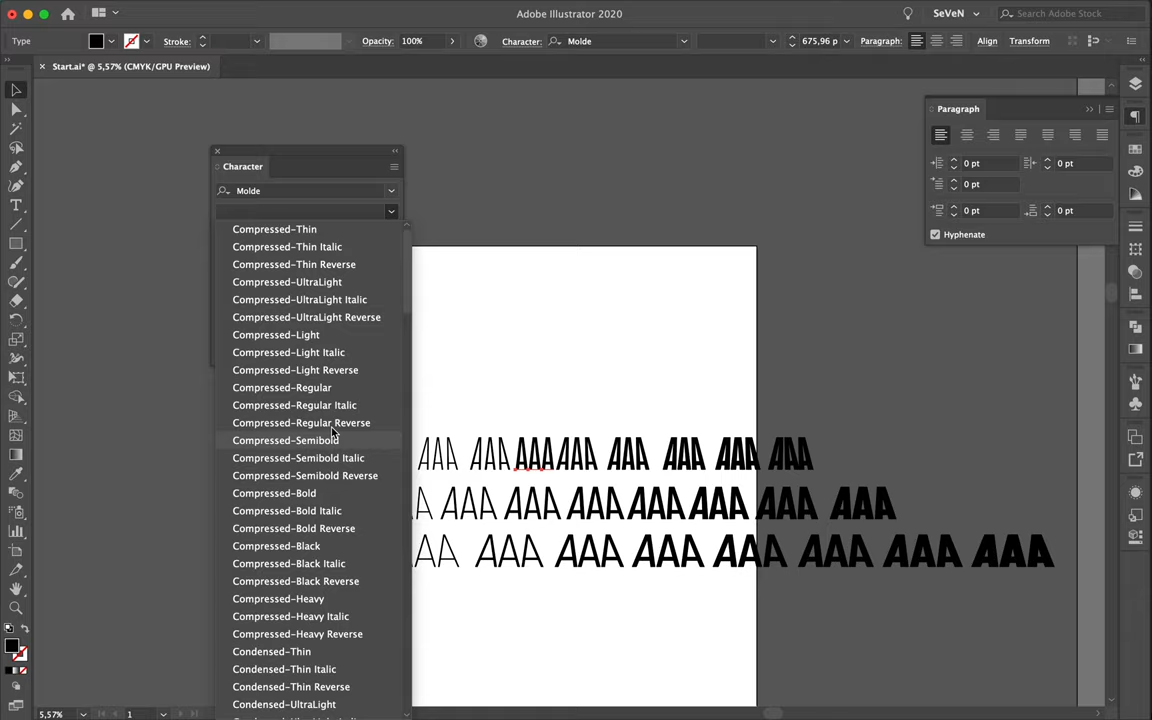 Adobe Illustrator 2020
SeVeN
Search Adobe Stock
Type
Stroke:
Opacity:
100%
Character:
Molde
675,96 p
Paragraph:
Align
Transform
× Start.ai* @ 5,57% (CMYK/GPU Preview)
Paragraph
0 pt
0 pt
0 pt
0 pt
0 pt
Hyphenate
Character
Molde
Compressed-Thin
Compressed-Thin Italic
Compressed-Thin Reverse
Compressed-UltraLight
Compressed-UltraLight Italic
Compressed-UltraLight Reverse
Compressed-Light
Compressed-Light Italic
Compressed-Light Reverse
Compressed-Regular
Compressed-Regular Italic
Compressed-Regular Reverse
Compressed-Semibold
Compressed-Semibold Italic
Compressed-Semibold Reverse
Compressed-Bold
Compressed-Bold Italic
Compressed-Bold Reverse
Compressed-Black
Compressed-Black Italic
Compressed-Black Reverse
Compressed-Heavy
Compressed-Heavy Italic
Compressed-Heavy Reverse
Condensed-Thin
Condensed-Thin Italic
Condensed-Thin Reverse
Condensed-UltraLight
AAA AAA AAA AAA AAA AAA AAA AAA
A AAA AAA AAA AAA AAA AAA AAA
AA AAA AAA AAA AAA AAA AAA AAA
5,57%
1